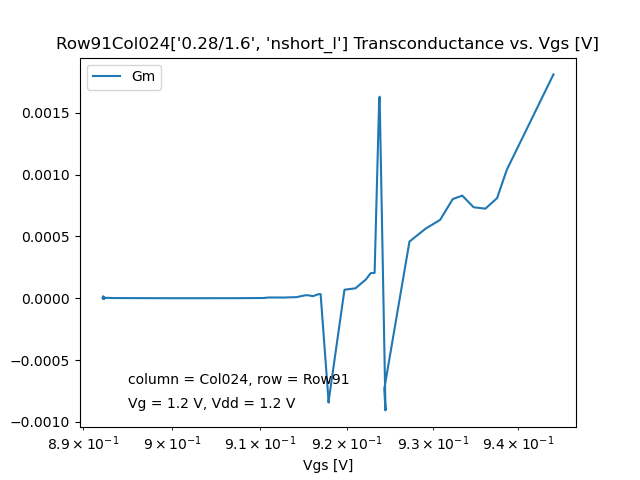 Row91Col024['0.28/1.6', 'nshort_l'] Transconductance vs. Vgs [V]
Gm
0.0015
0.0010
0.0005
0.0000
−0.0005
−0.0010
column = Col024, row = Row91
Vg = 1.2 V, Vdd = 1.2 V
8.9 × 10⁻¹ 9 × 10⁻¹ 9.1 × 10⁻¹ 9.2 × 10⁻¹ 9.3 × 10⁻¹ 9.4 × 10⁻¹
Vgs [V]